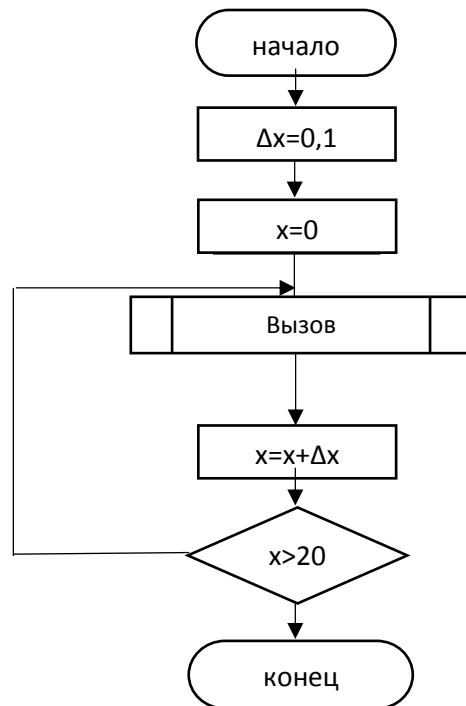 начало
Δx=0,1
x=0
Вызов
x=x+Δx
x>20
конец